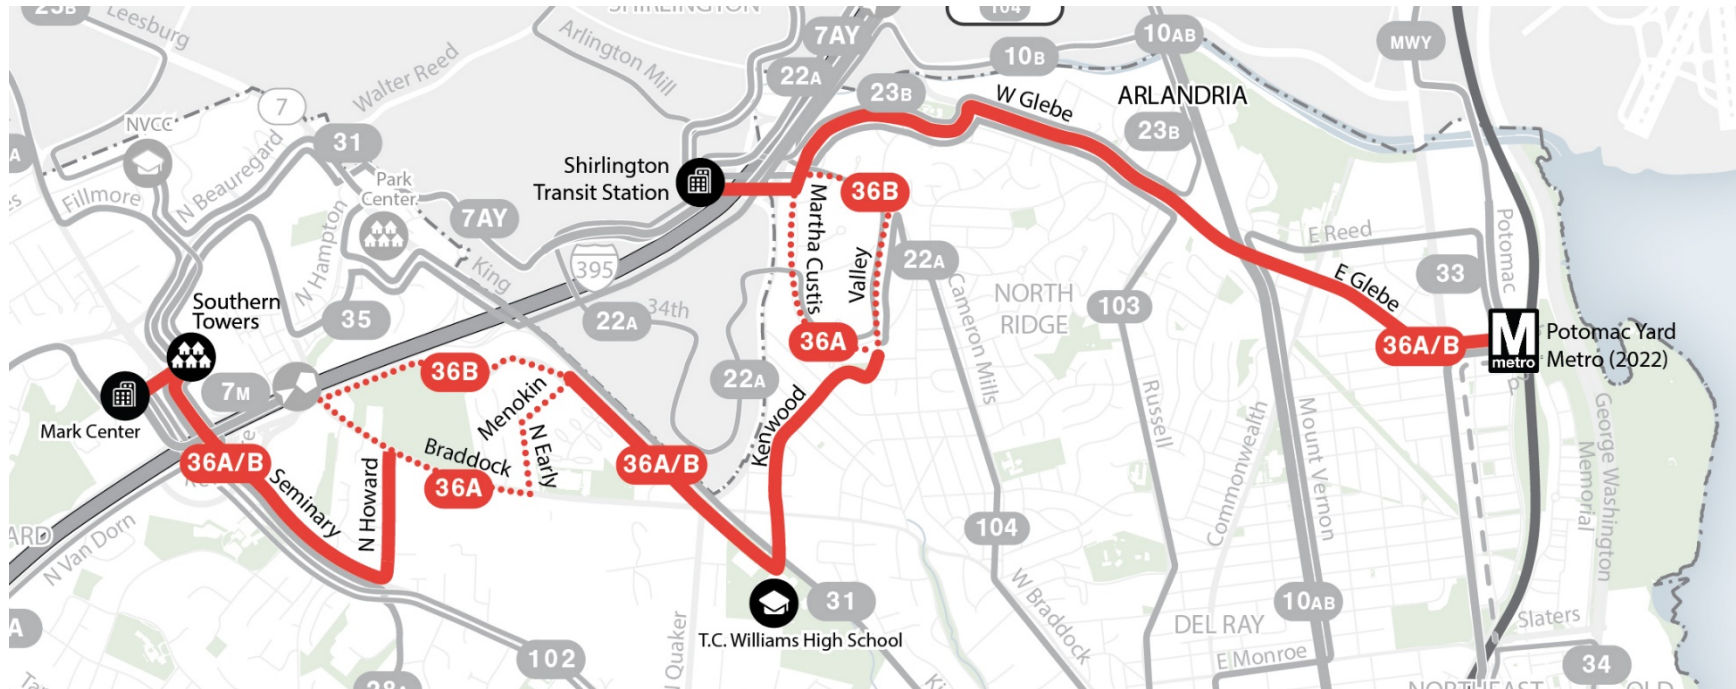 23B
Leesburg
SHIRLINGTON
104
7AY
10AB
MWY
Walter Reed
Arlington Mill
22A
10B
7
NVCC
23B
W Glebe
ARLANDRIA
23B
31
N Beauregard
Fillmore
Park
Center
Shirlington
Transit Station
36B
7AY
Martha Custis
Valley
N Hampton
King
395
22A
34th
22A
Cameron Mills
NORTH
RIDGE
103
E Reed
33
Potomac
E Glebe
Southern
Towers
35
36A
36A/B
M
metro
Potomac Yard
Metro (2022)
7M
36B
Menokin
22A
Kenwood
Russell
Commonwealth
Mount Vernon
George Washington
Memorial
Mark Center
36A/B
Seminary
N Howard
Braddock
36A
N Early
36A/B
104
N Van Dorn
W Braddock
10AB
T.C. Williams High School
31
DEL RAY
Slaters
102
Quaker
E Monroe
34